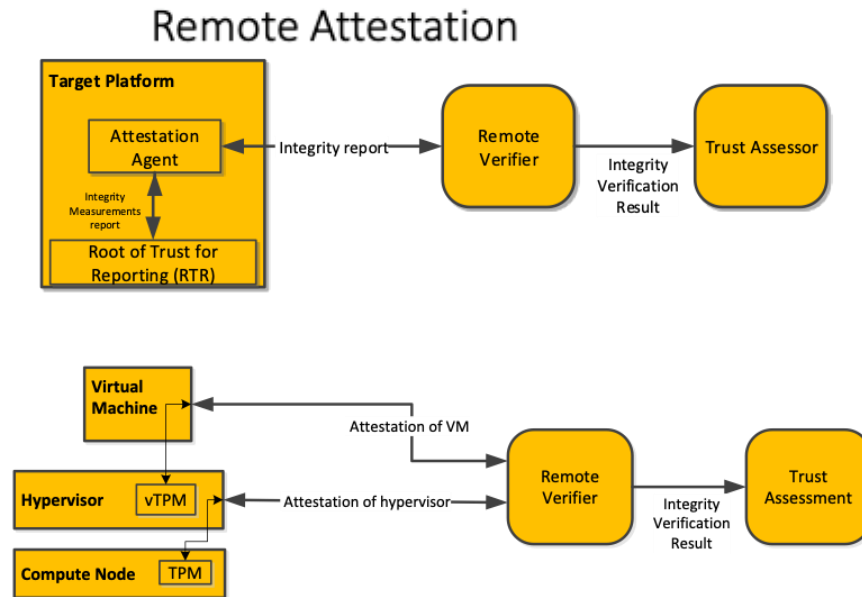 Remote Attestation
Target Platform
Attestation
Agent
Integrity
Measurements
report
Root of Trust for
Reporting (RTR)
Integrity report
Remote
Verifier
Integrity
Verification
Result
Trust Assessor
Virtual
Machine
Attestation of VM
Hypervisor
vTPM
Attestation of hypervisor
Compute Node
TPM
Remote
Verifier
Integrity
Verification
Result
Trust
Assessment